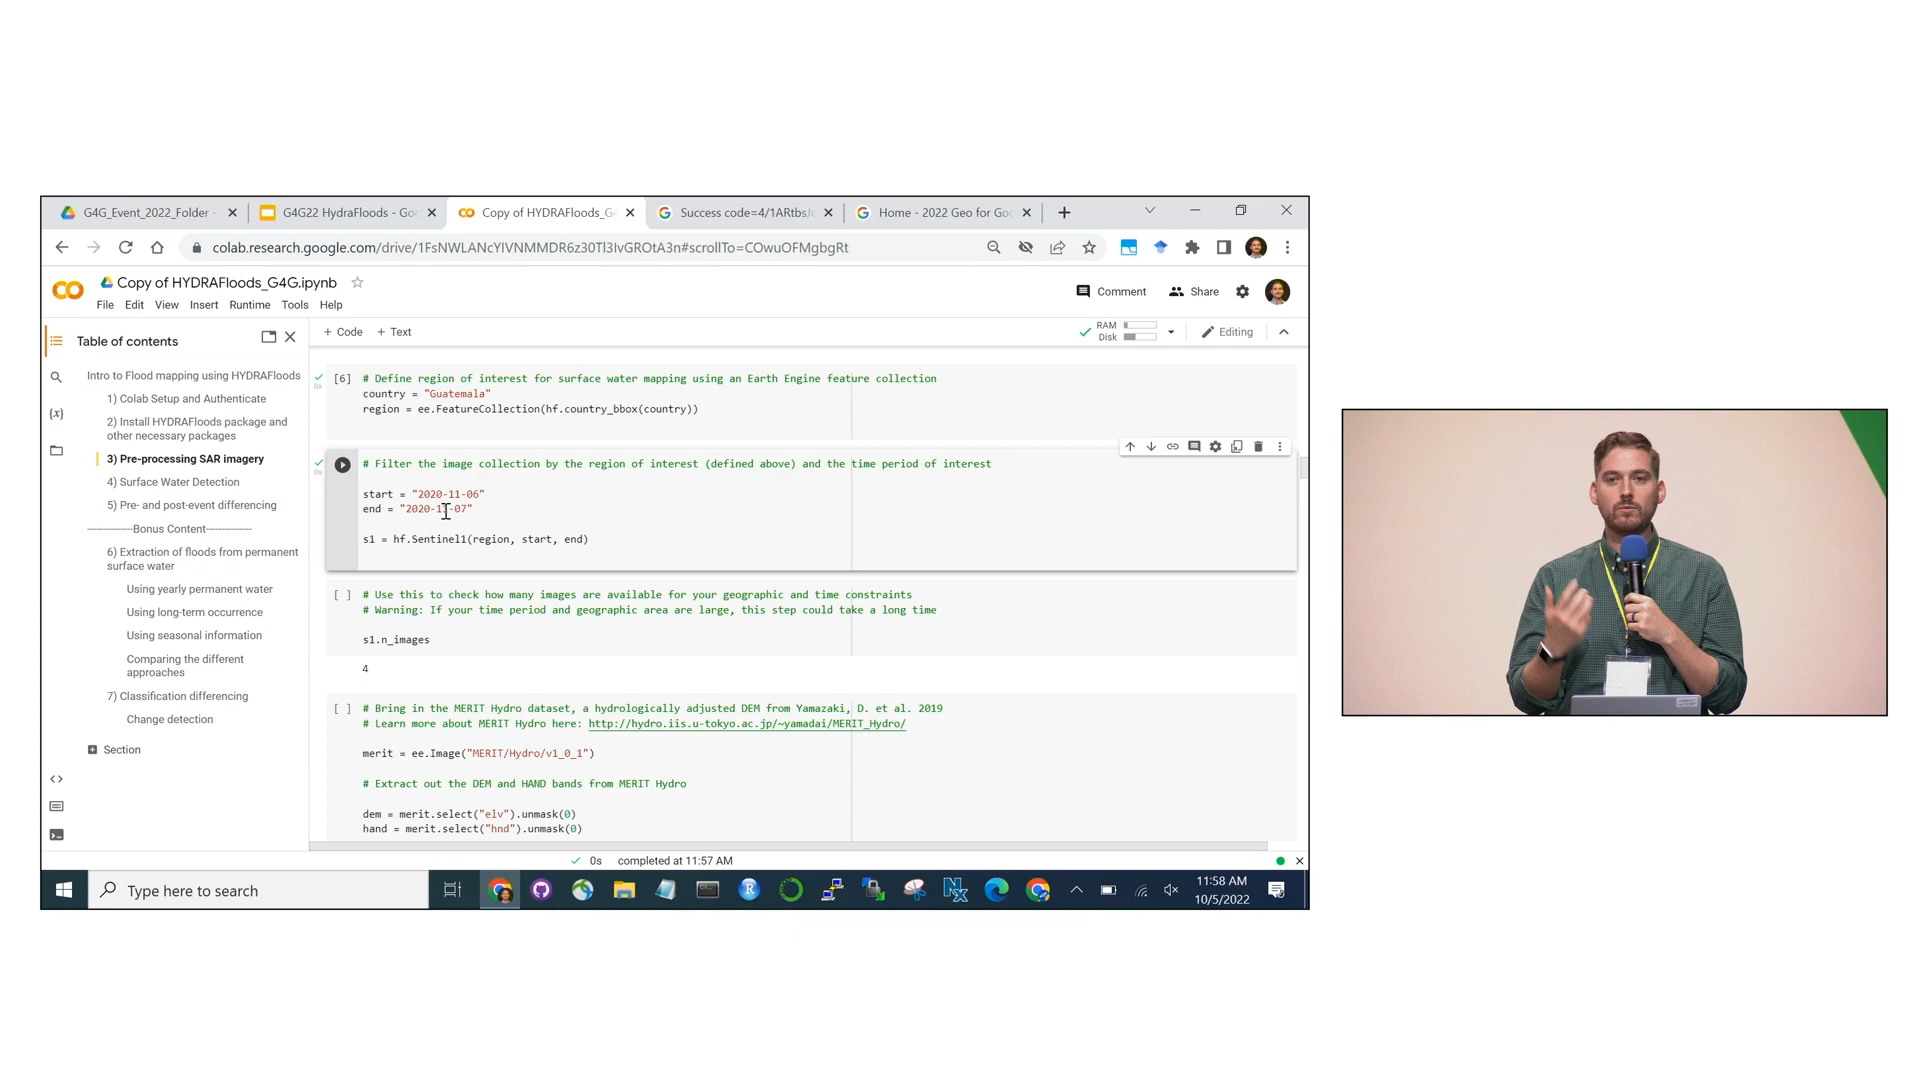 G4G_Event_2022_Folder -
G4G22 HydraFloods - Goo
Copy of HYDRAFloods_G4
Success code=4/1ARtbsJ
Home - 2022 Geo for Goo
colab.research.google.com/drive/1FsNWLANcYIVNMMDR6z30Tl3IvGROtA3n#scrollTo=COwuOFMgbgRt
Copy of HYDRAFloods_G4G.ipynb
File Edit View Insert Runtime Tools Help
Comment
Share
+ Code + Text
RAM
Disk
Editing
Table of contents
Intro to Flood mapping using HYDRAFloods
1) Colab Setup and Authenticate
2) Install HYDRAFloods package and
other necessary packages
3) Pre-processing SAR imagery
4) Surface Water Detection
5) Pre- and post-event differencing
---------------Bonus Content---------------
6) Extraction of floods from permanent
surface water
Using yearly permanent water
Using long-term occurrence
Using seasonal information
Comparing the different
approaches
7) Classification differencing
Change detection
Section
[6] # Define region of interest for surface water mapping using an Earth Engine feature collection
0s
country = "Guatemala"
region = ee.FeatureCollection(hf.country_bbox(country))
# Filter the image collection by the region of interest (defined above) and the time period of interest
0s
start = "2020-11-06"
end = "2020-11-07"
s1 = hf.Sentinel1(region, start, end)
[ ] # Use this to check how many images are available for your geographic and time constraints
# Warning: If your time period and geographic area are large, this step could take a long time
s1.n_images
4
[ ] # Bring in the MERIT Hydro dataset, a hydrologically adjusted DEM from Yamazaki, D. et al. 2019
# Learn more about MERIT Hydro here: http://hydro.iis.u-tokyo.ac.jp/~yamadai/MERIT_Hydro/
merit = ee.Image("MERIT/Hydro/v1_0_1")
# Extract out the DEM and HAND bands from MERIT Hydro
dem = merit.select("elv").unmask(0)
hand = merit.select("hnd").unmask(0)
0s completed at 11:57 AM
Type here to search
11:58 AM
10/5/2022